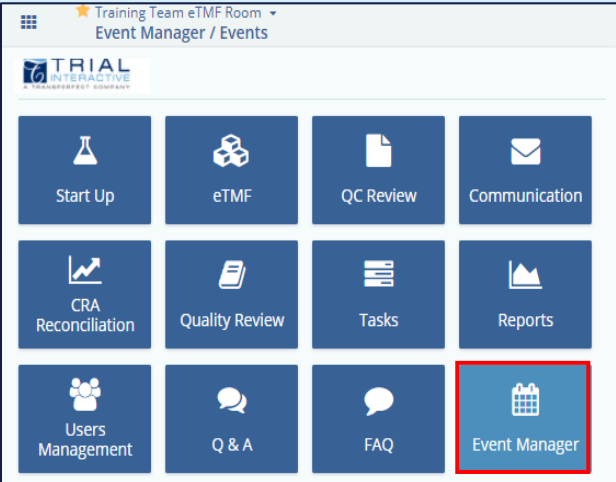 Training Team eTMF Room
Event Manager / Events
TRIAL
INTERACTIVE
A TRANSPERFECT COMPANY
Start Up
eTMF
QC Review
Communication
CRA
Reconciliation
Quality Review
Tasks
Reports
Users
Management
Q & A
FAQ
Event Manager